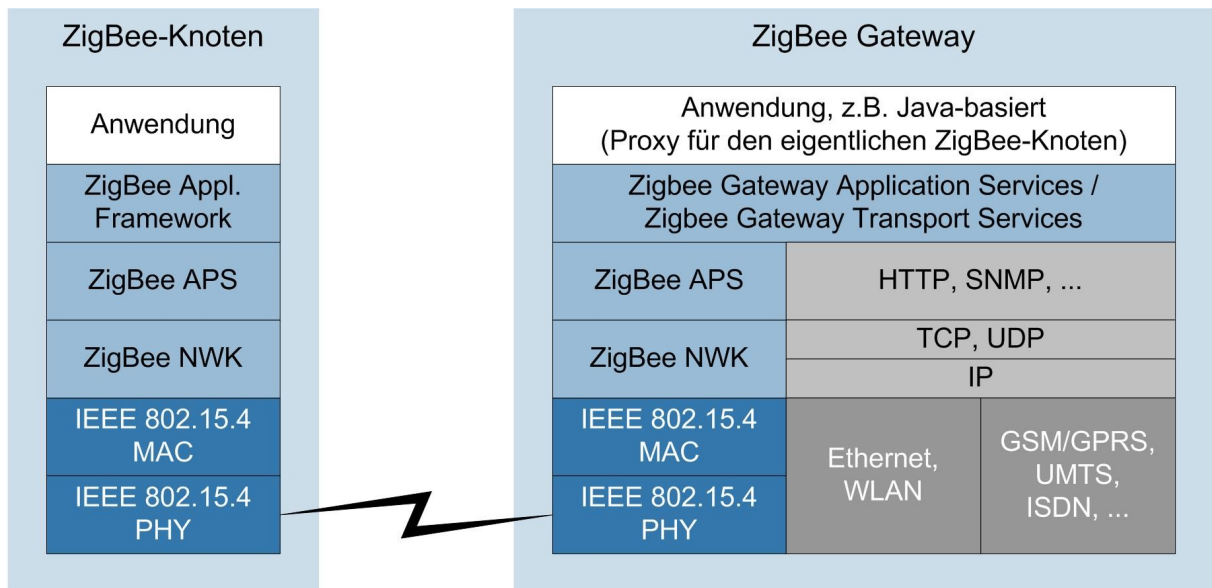 ZigBee-Knoten
Anwendung
ZigBee Appl.
Framework
ZigBee APS
ZigBee NWK
IEEE 802.15.4
MAC
IEEE 802.15.4
PHY
ZigBee Gateway
Anwendung, z.B. Java-basiert
(Proxy für den eigentlichen ZigBee-Knoten)
Zigbee Gateway Application Services /
Zigbee Gateway Transport Services
ZigBee APS
HTTP, SNMP, ...
ZigBee NWK
TCP, UDP
IP
IEEE 802.15.4
MAC
IEEE 802.15.4
PHY
Ethernet,
WLAN
GSM/GPRS,
UMTS,
ISDN, ...